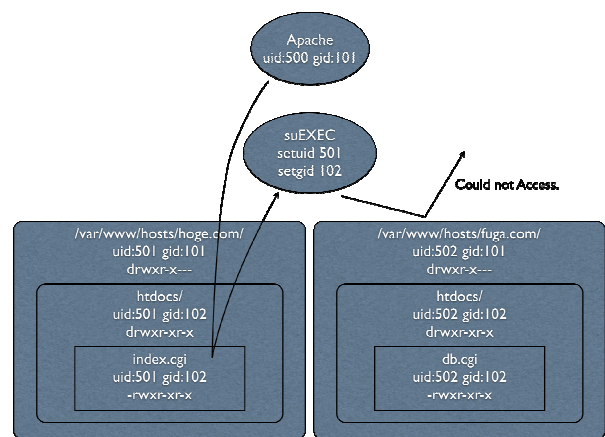 Apache
uid:500 gid:101
suEXEC
setuid 501
setgid 102
Could not Access.
/var/www/hosts/hoge.com/
uid:501 gid:101
drwxr-x---
htdocs/
uid:501 gid:102
drwxr-xr-x
index.cgi
uid:501 gid:102
-rwxr-xr-x
/var/www/hosts/fuga.com/
uid:502 gid:101
drwxr-x---
htdocs/
uid:502 gid:102
drwxr-xr-x
db.cgi
uid:502 gid:102
-rwxr-xr-x